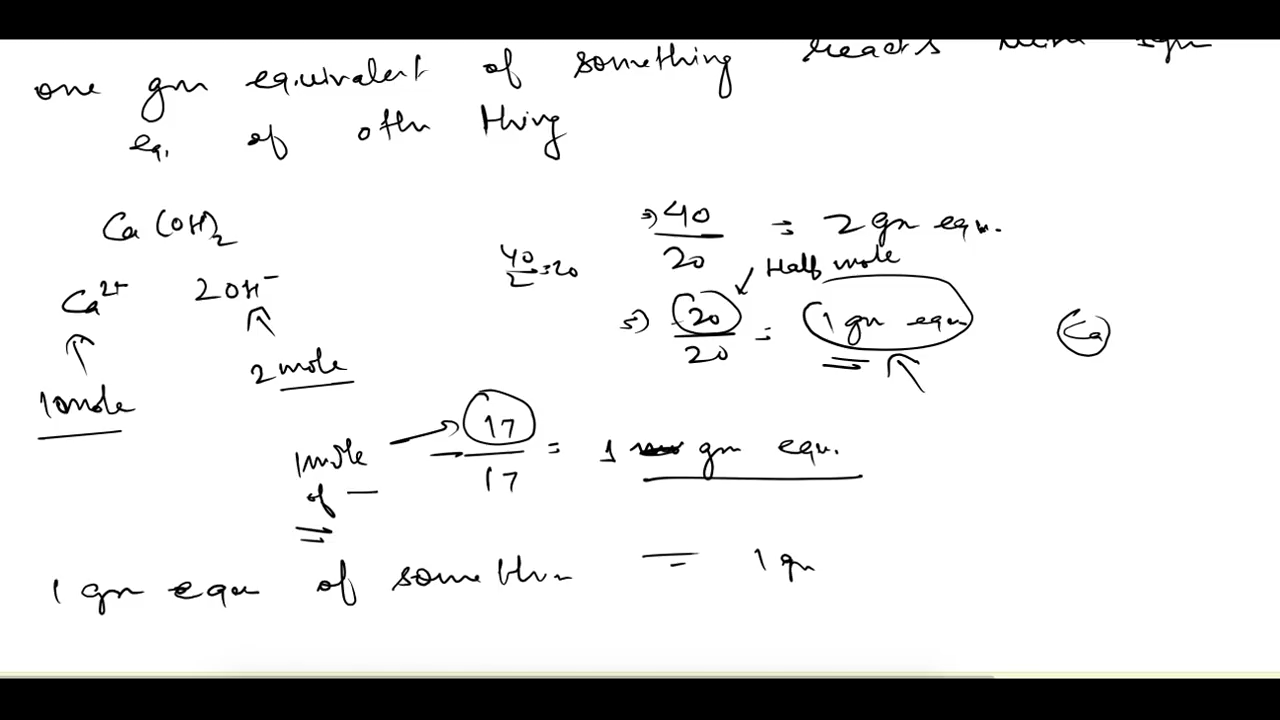 one gm equivalent of something reacts with 1gm
eq. of oth thing
Ca(OH)2
40/20 = 2 gm equ.
40/2 = 20
Half mole
Ca2+ 2OH-
20/20 = 1 gm equ
Ca
2 mole
1 mole
1 mole of 17/17 = 1 gm equ.
1 gm equ of somethin = 1 gm